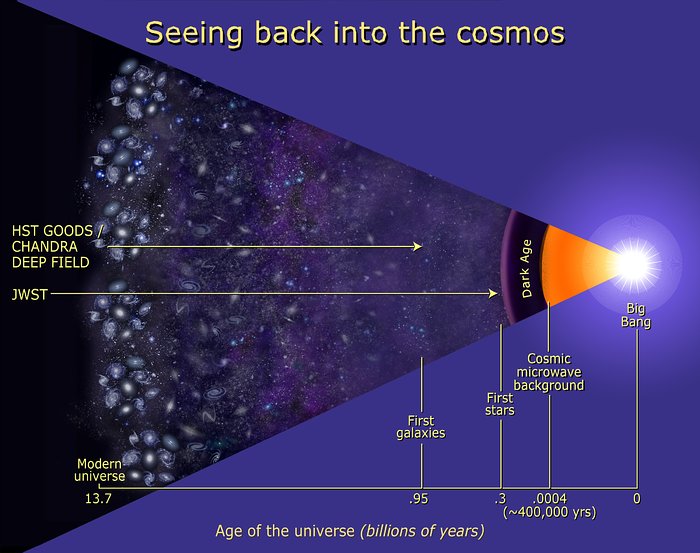 Seeing back into the cosmos
HST GOODS /
CHANDRA
DEEP FIELD
JWST
Dark Age
Big
Bang
Cosmic
microwave
background
First
stars
First
galaxies
Modern
universe
13.7 .95 .3 .0004 0
(~400,000 yrs)
Age of the universe (billions of years)